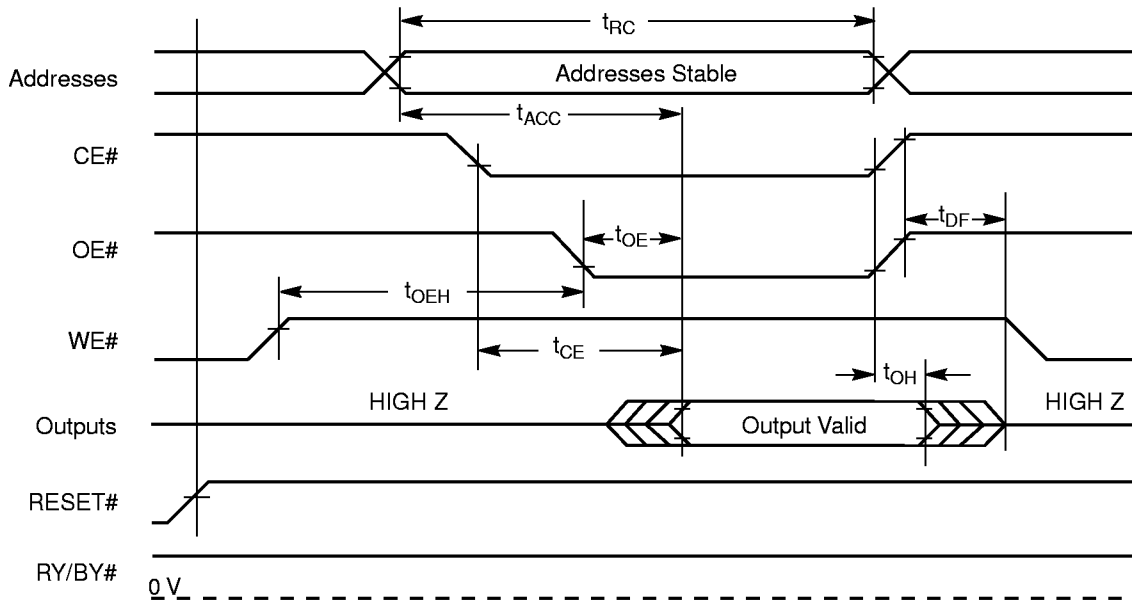 tRC
Addresses
Addresses Stable
tACC
CE#
tDF
tOE
OE#
tOEH
WE#
tCE
tOH
HIGH Z
HIGH Z
Outputs
Output Valid
RESET#
RY/BY#
0 V